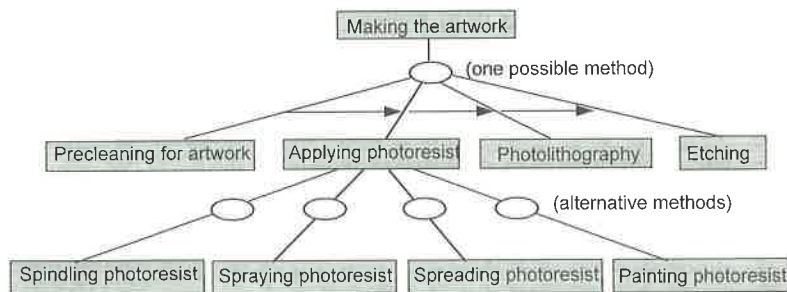 Making the artwork
(one possible method)
Precleaning for artwork
Applying photoresist
Photolithography
Etching
(alternative methods)
Spindling photoresist
Spraying photoresist
Spreading photoresist
Painting photoresist